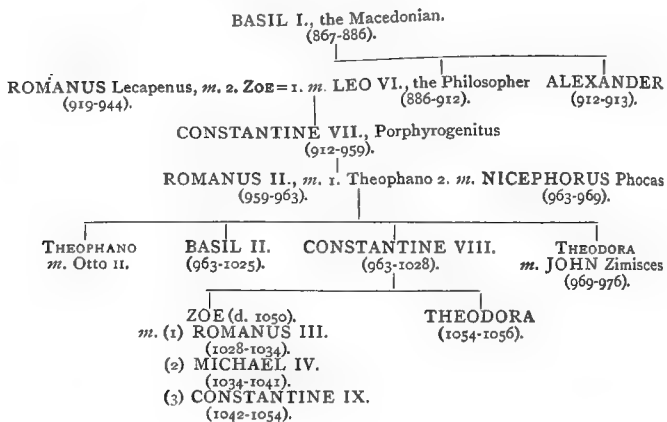 BASIL I., the Macedonian.
(867-886).
ROMANUS Lecapenus, m. 2. ZOE = 1. m. LEO VI., the Philosopher ALEXANDER
(919-944). (886-912). (912-913).
CONSTANTINE VII., Porphyrogenitus
(912-959).
ROMANUS II., m. 1. Theophano 2. m. NICEPHORUS Phocas
(959-963). (963-969).
THEOPHANO BASIL II. CONSTANTINE VIII. THEODORA
m. Otto II. (963-1025). (963-1028). m. JOHN Zimisces
(969-976).
ZOE (d. 1050). THEODORA
m. (1) ROMANUS III. (1054-1056).
(1028-1034).
(2) MICHAEL IV.
(1034-1041).
(3) CONSTANTINE IX.
(1042-1054).